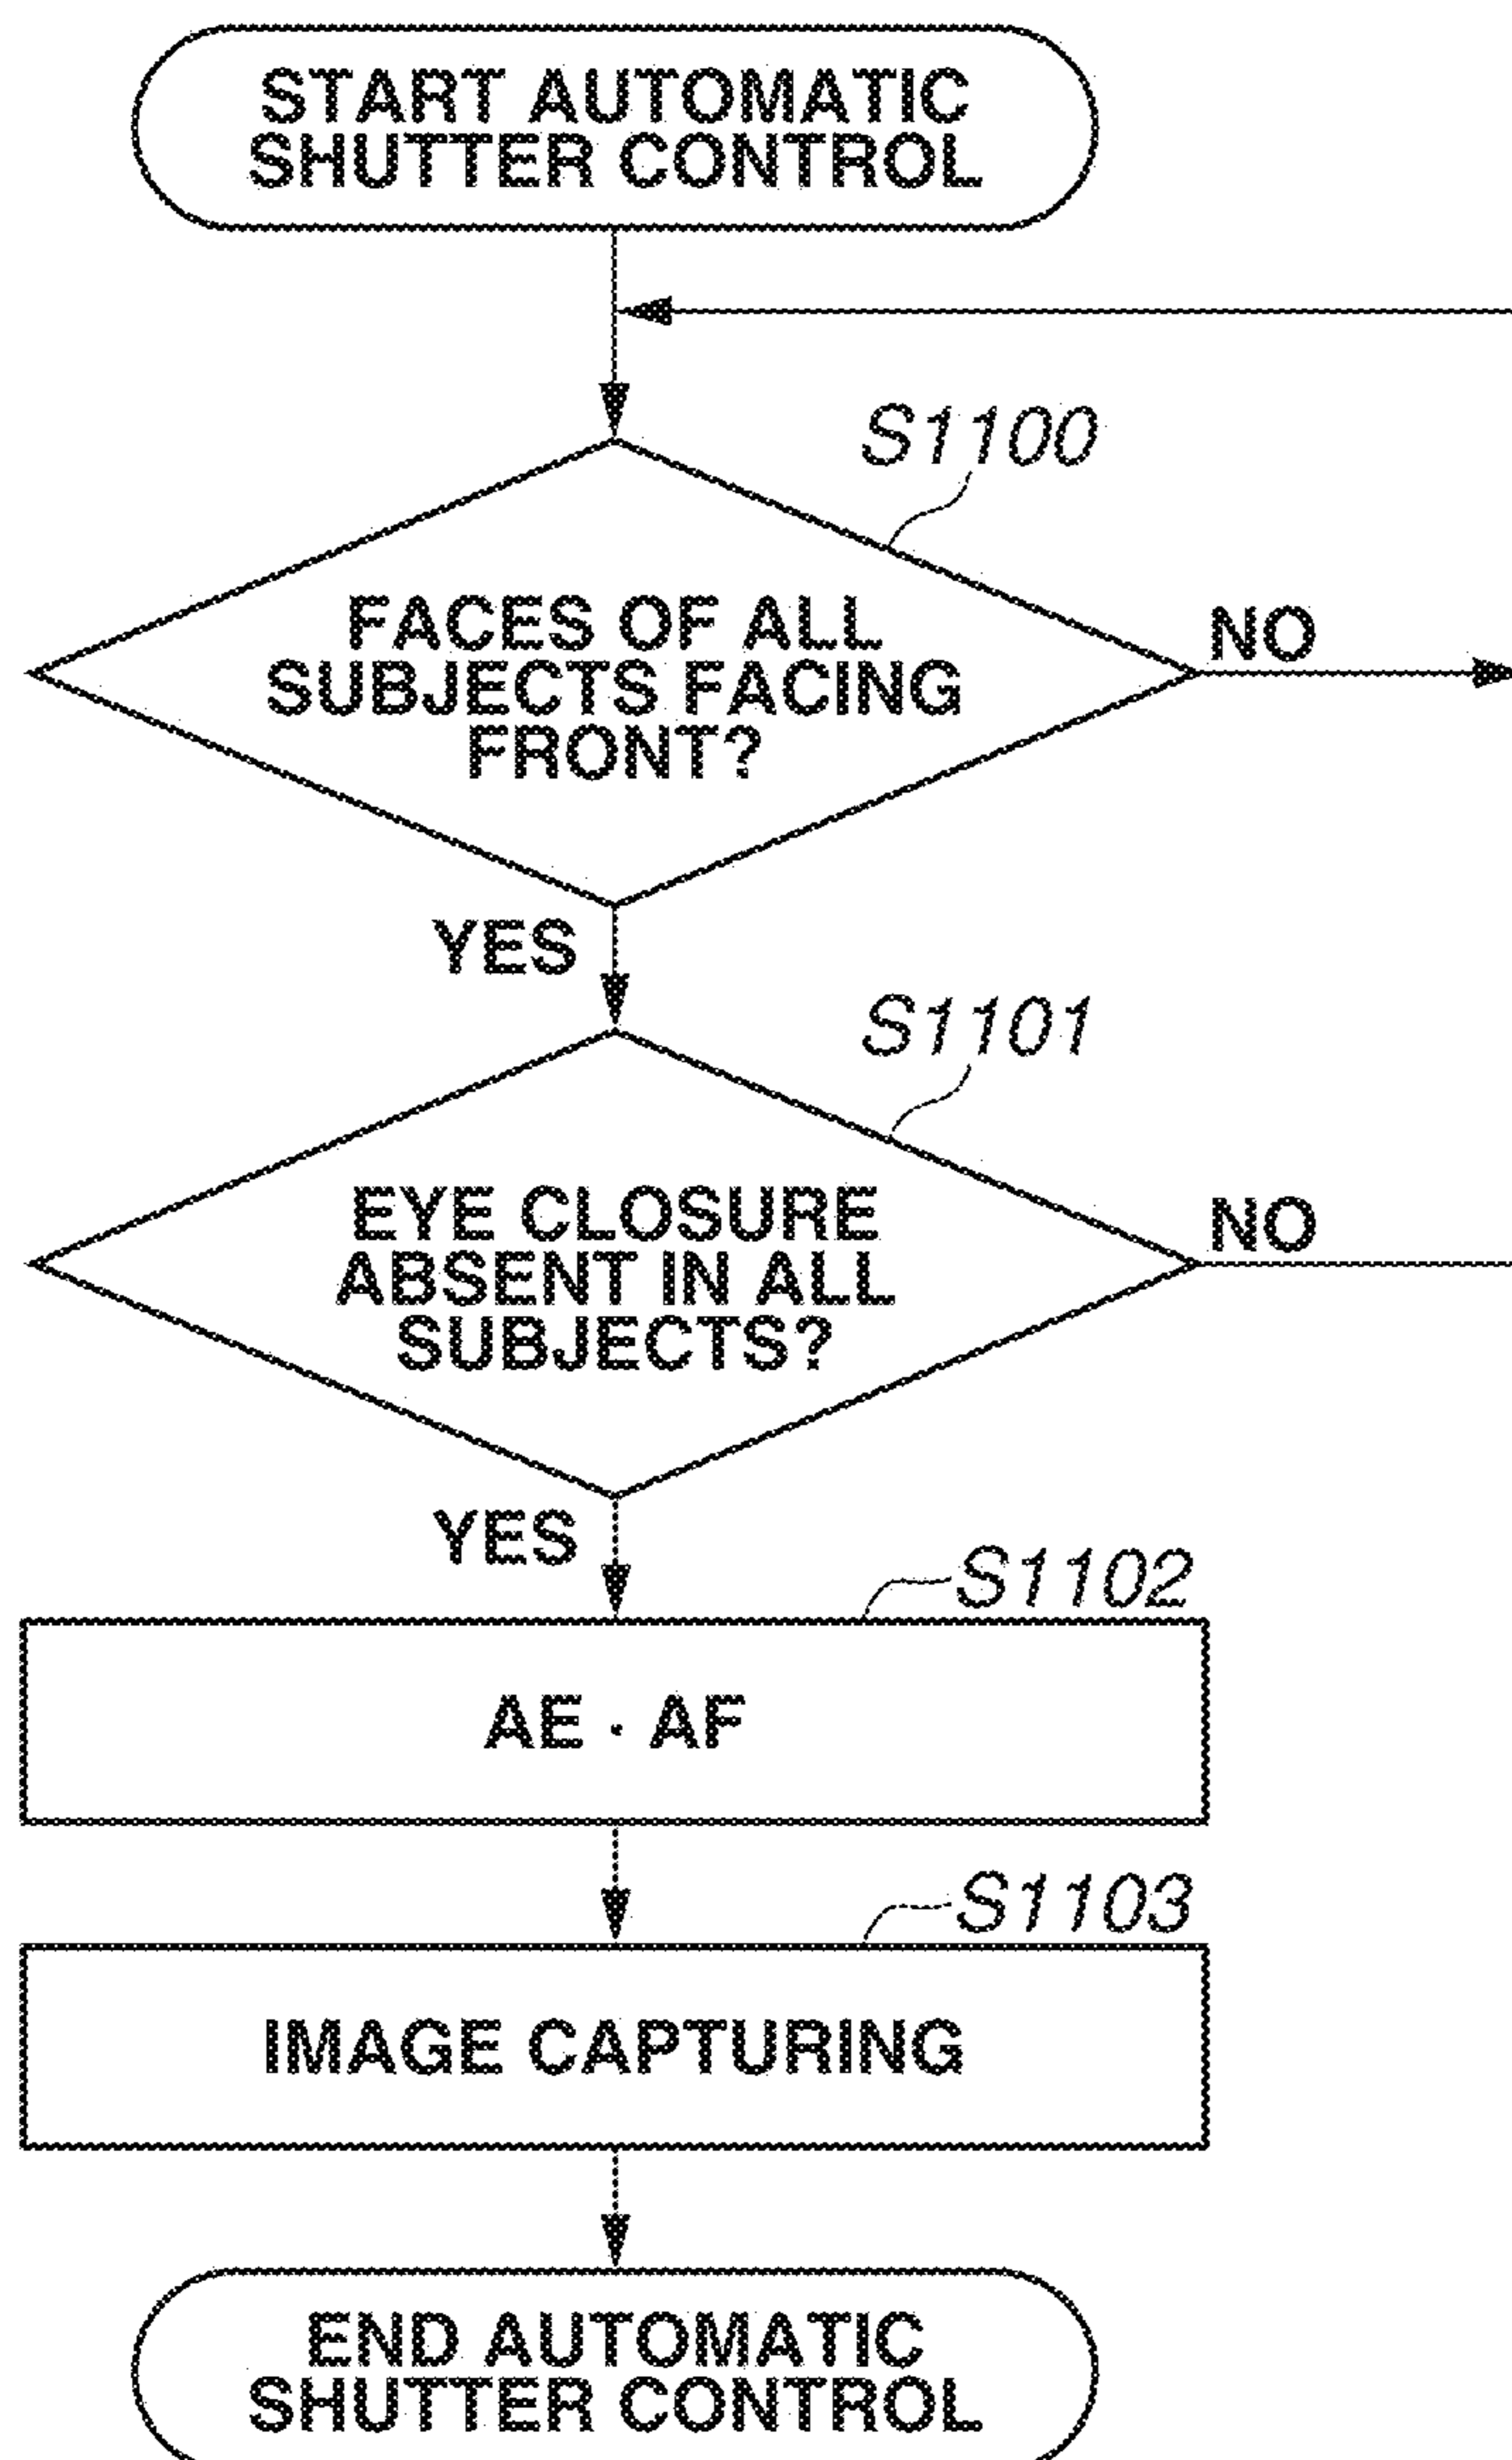 START AUTOMATIC
SHUTTER CONTROL
S1100
FACES OF ALL
SUBJECTS FACING
FRONT?
NO
YES
S1101
EYE CLOSURE
ABSENT IN ALL
SUBJECTS?
NO
YES
S1102
AE · AF
S1103
IMAGE CAPTURING
END AUTOMATIC
SHUTTER CONTROL